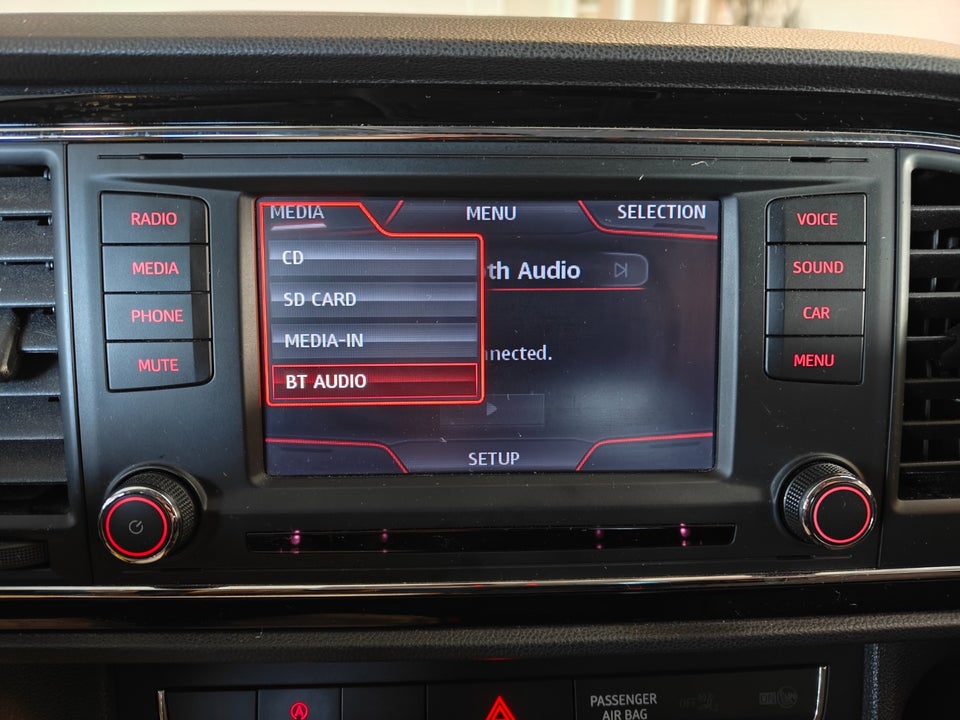 RADIO
MEDIA
PHONE
MUTE
MEDIA
MENU
SELECTION
CD
SD CARD
MEDIA-IN
BT AUDIO
th Audio
nnected.
SETUP
VOICE
SOUND
CAR
MENU
A
PASSENGER
AIR BAG
OFF